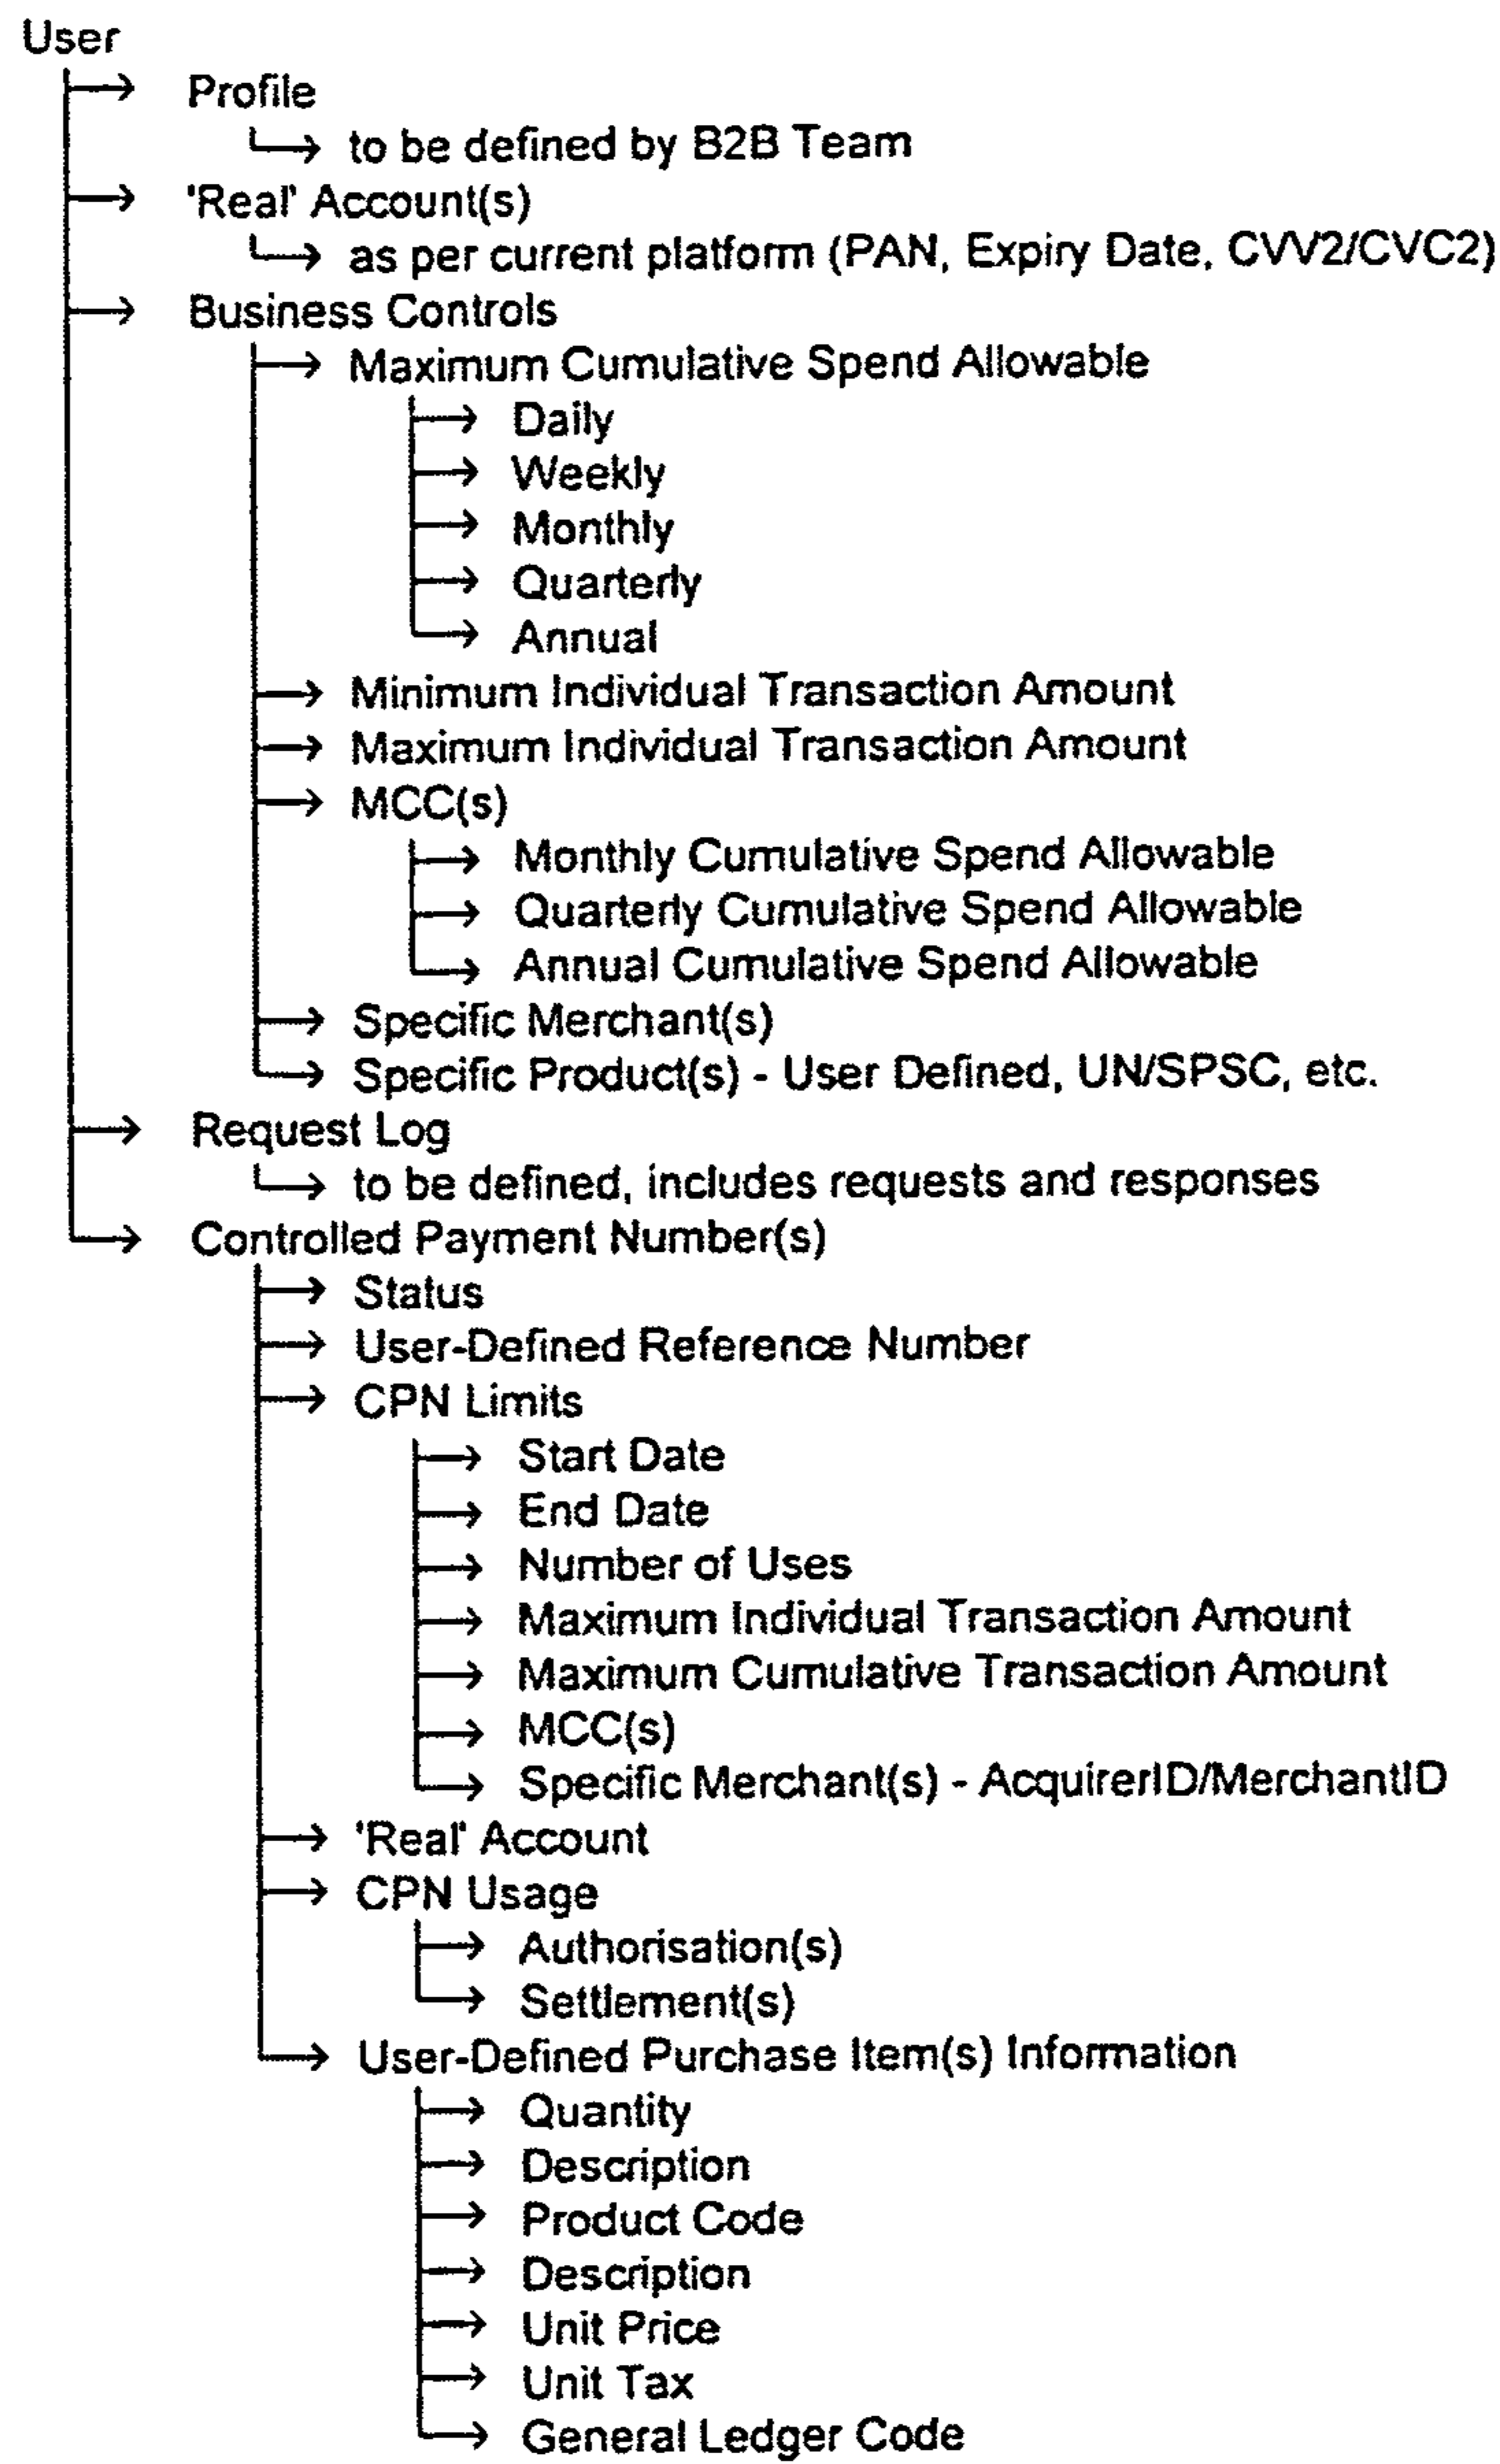 User
Profile
to be defined by B2B Team
'Real' Account(s)
as per current platform (PAN, Expiry Date, CVV2/CVC2)
Business Controls
Maximum Cumulative Spend Allowable
Daily
Weekly
Monthly
Quarterly
Annual
Minimum Individual Transaction Amount
Maximum Individual Transaction Amount
MCC(s)
Monthly Cumulative Spend Allowable
Quarterly Cumulative Spend Allowable
Annual Cumulative Spend Allowable
Specific Merchant(s)
Specific Product(s) - User Defined, UN/SPSC, etc.
Request Log
to be defined, includes requests and responses
Controlled Payment Number(s)
Status
User-Defined Reference Number
CPN Limits
Start Date
End Date
Number of Uses
Maximum Individual Transaction Amount
Maximum Cumulative Transaction Amount
MCC(s)
Specific Merchant(s) - AcquirerID/MerchantID
'Real' Account
CPN Usage
Authorisation(s)
Settlement(s)
User-Defined Purchase Item(s) Information
Quantity
Description
Product Code
Description
Unit Price
Unit Tax
General Ledger Code